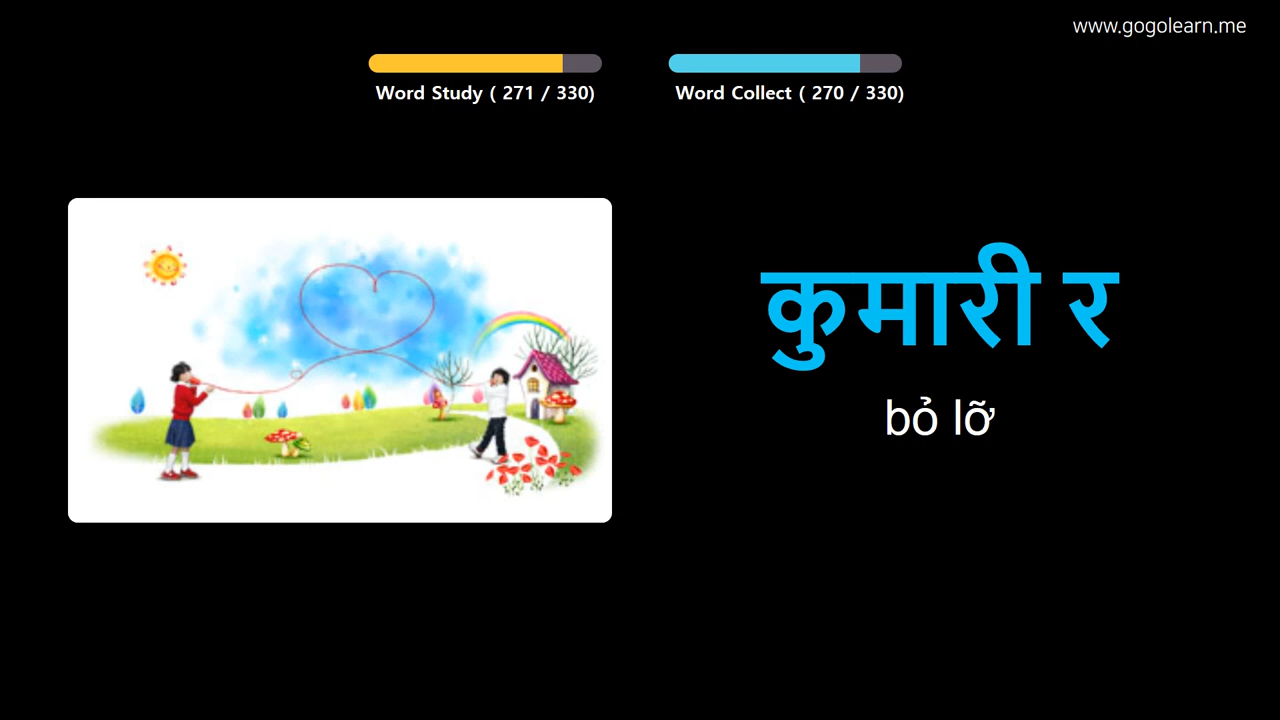 www.gogolearn.me
Word Study ( 271 / 330)
Word Collect ( 270 / 330)
कुमारी र
bỏ lỡ